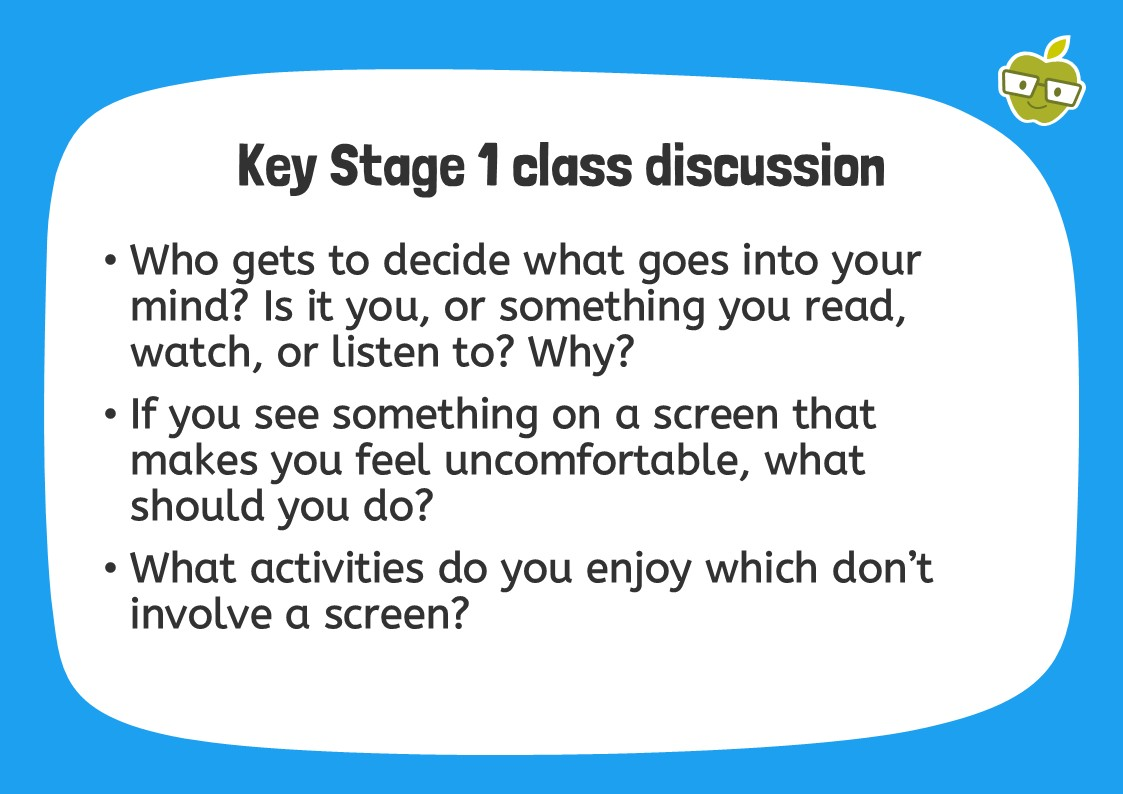 Key Stage 1 class discussion
• Who gets to decide what goes into your
mind? Is it you, or something you read,
watch, or listen to? Why?
• If you see something on a screen that
makes you feel uncomfortable, what
should you do?
• What activities do you enjoy which don’t
involve a screen?